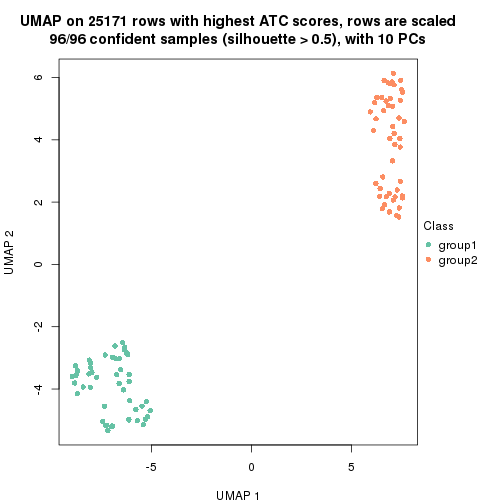 UMAP on 25171 rows with highest ATC scores, rows are scaled
96/96 confident samples (silhouette > 0.5), with 10 PCs
6
4
2
0
-2
-4
UMAP 2
-5
0
5
UMAP 1
Class
group1
group2